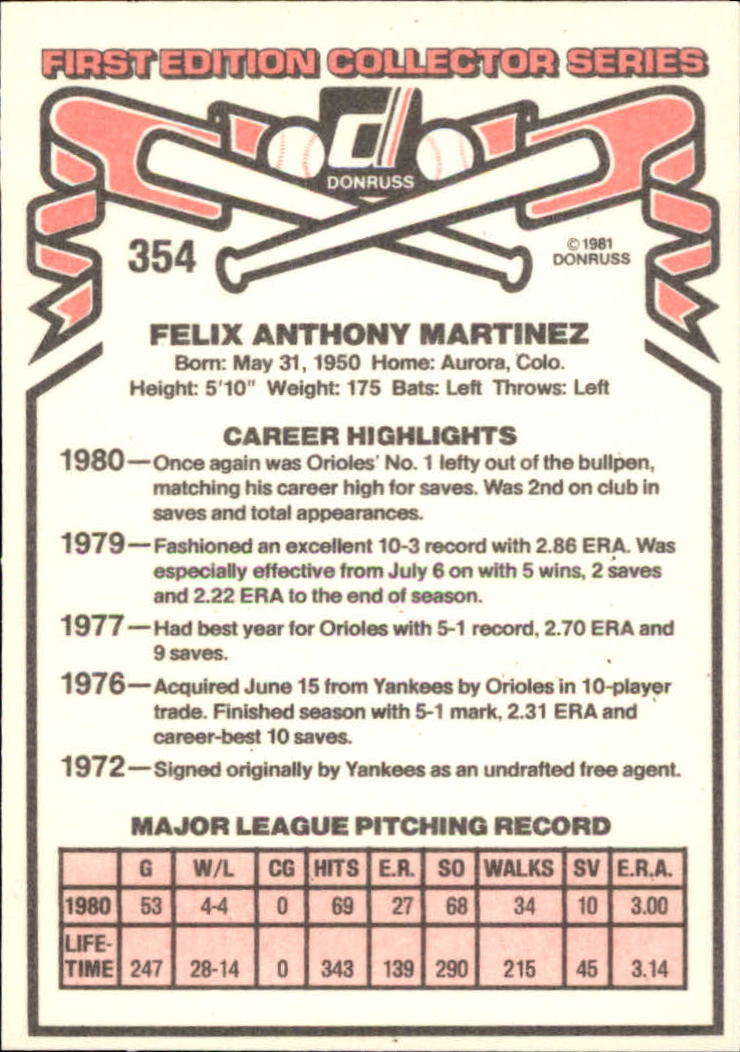 FIRST EDITION COLLECTOR SERIES
d
DONRUSS
354
© 1981
DONRUSS
FELIX ANTHONY MARTINEZ
Born: May 31, 1950 Home: Aurora, Colo.
Height: 5'10" Weight: 175 Bats: Left Throws: Left
CAREER HIGHLIGHTS
1980—Once again was Orioles' No. 1 lefty out of the bullpen,
matching his career high for saves. Was 2nd on club in
saves and total appearances.
1979—Fashioned an excellent 10-3 record with 2.86 ERA. Was
especially effective from July 6 on with 5 wins, 2 saves
and 2.22 ERA to the end of season.
1977—Had best year for Orioles with 5-1 record, 2.70 ERA and
9 saves.
1976—Acquired June 15 from Yankees by Orioles in 10-player
trade. Finished season with 5-1 mark, 2.31 ERA and
career-best 10 saves.
1972—Signed originally by Yankees as an undrafted free agent.
MAJOR LEAGUE PITCHING RECORD
G W/L CG HITS E.R. SO WALKS SV E.R.A.
1980 53 4-4 0 69 27 68 34 10 3.00
LIFE-
TIME 247 28-14 0 343 139 290 215 45 3.14